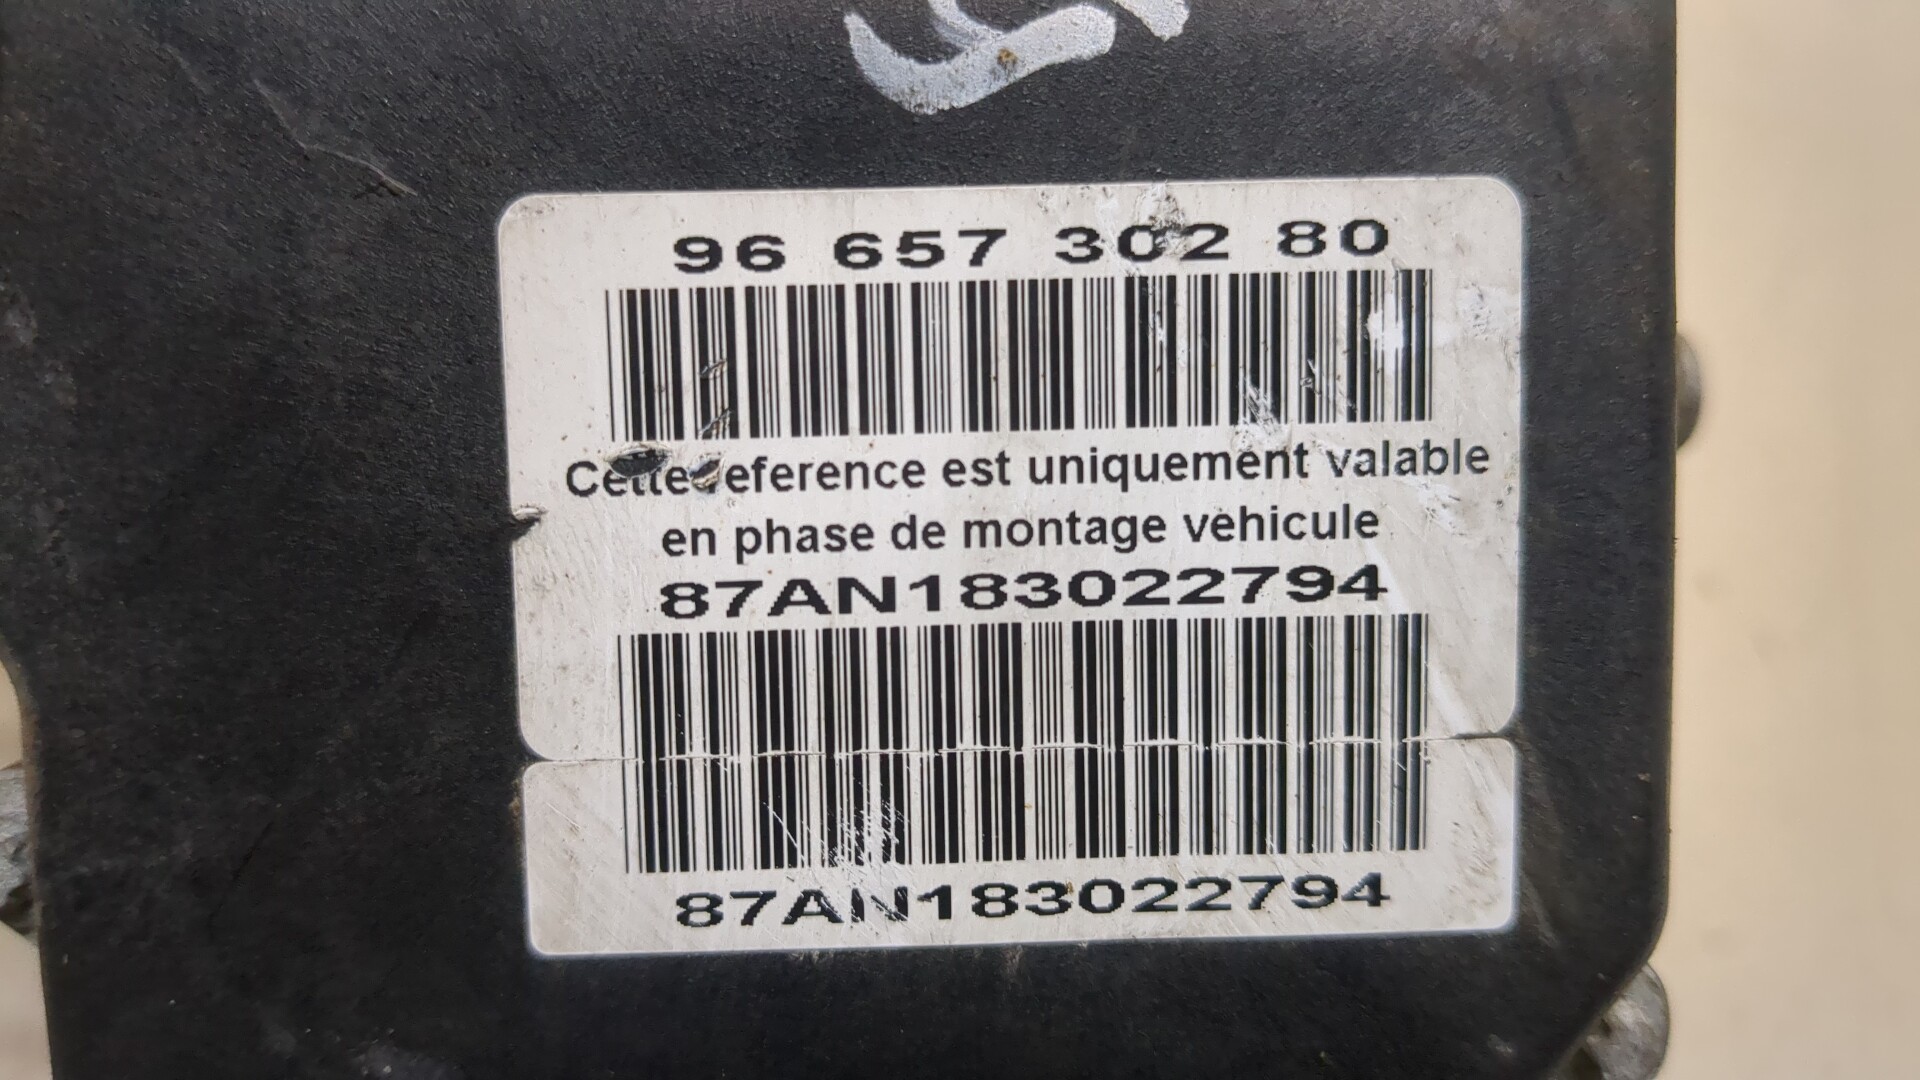 96 657 302 80
Cette reference est uniquement valable
en phase de montage vehicule
87AN183022794
87AN183022794